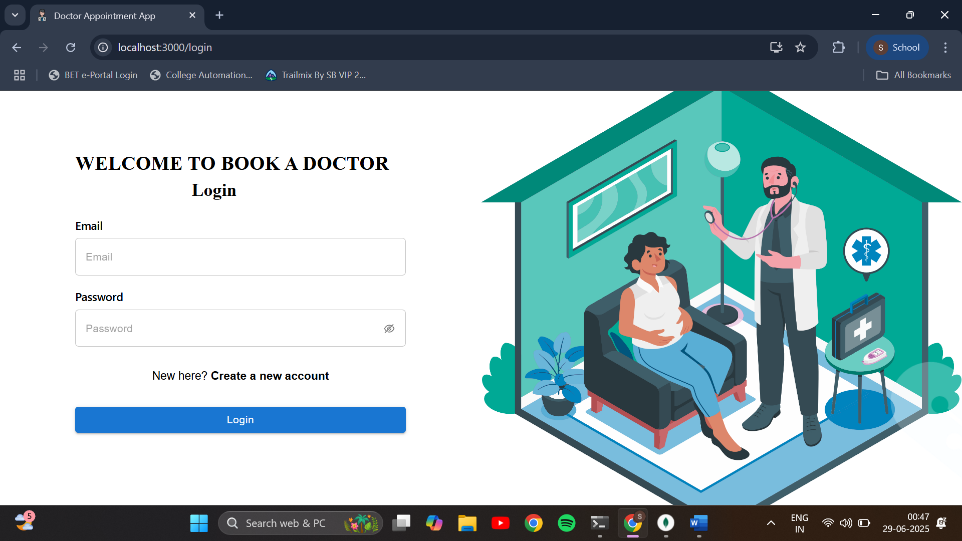 Doctor Appointment App
localhost:3000/login
S School
BET e-Portal Login
College Automation...
Trailmix By SB VIP 2...
All Bookmarks
WELCOME TO BOOK A DOCTOR
Login
Email
Email
Password
Password
New here? Create a new account
Login
5
Search web & PC
S
W
ENG
IN
00:47
29-06-2025